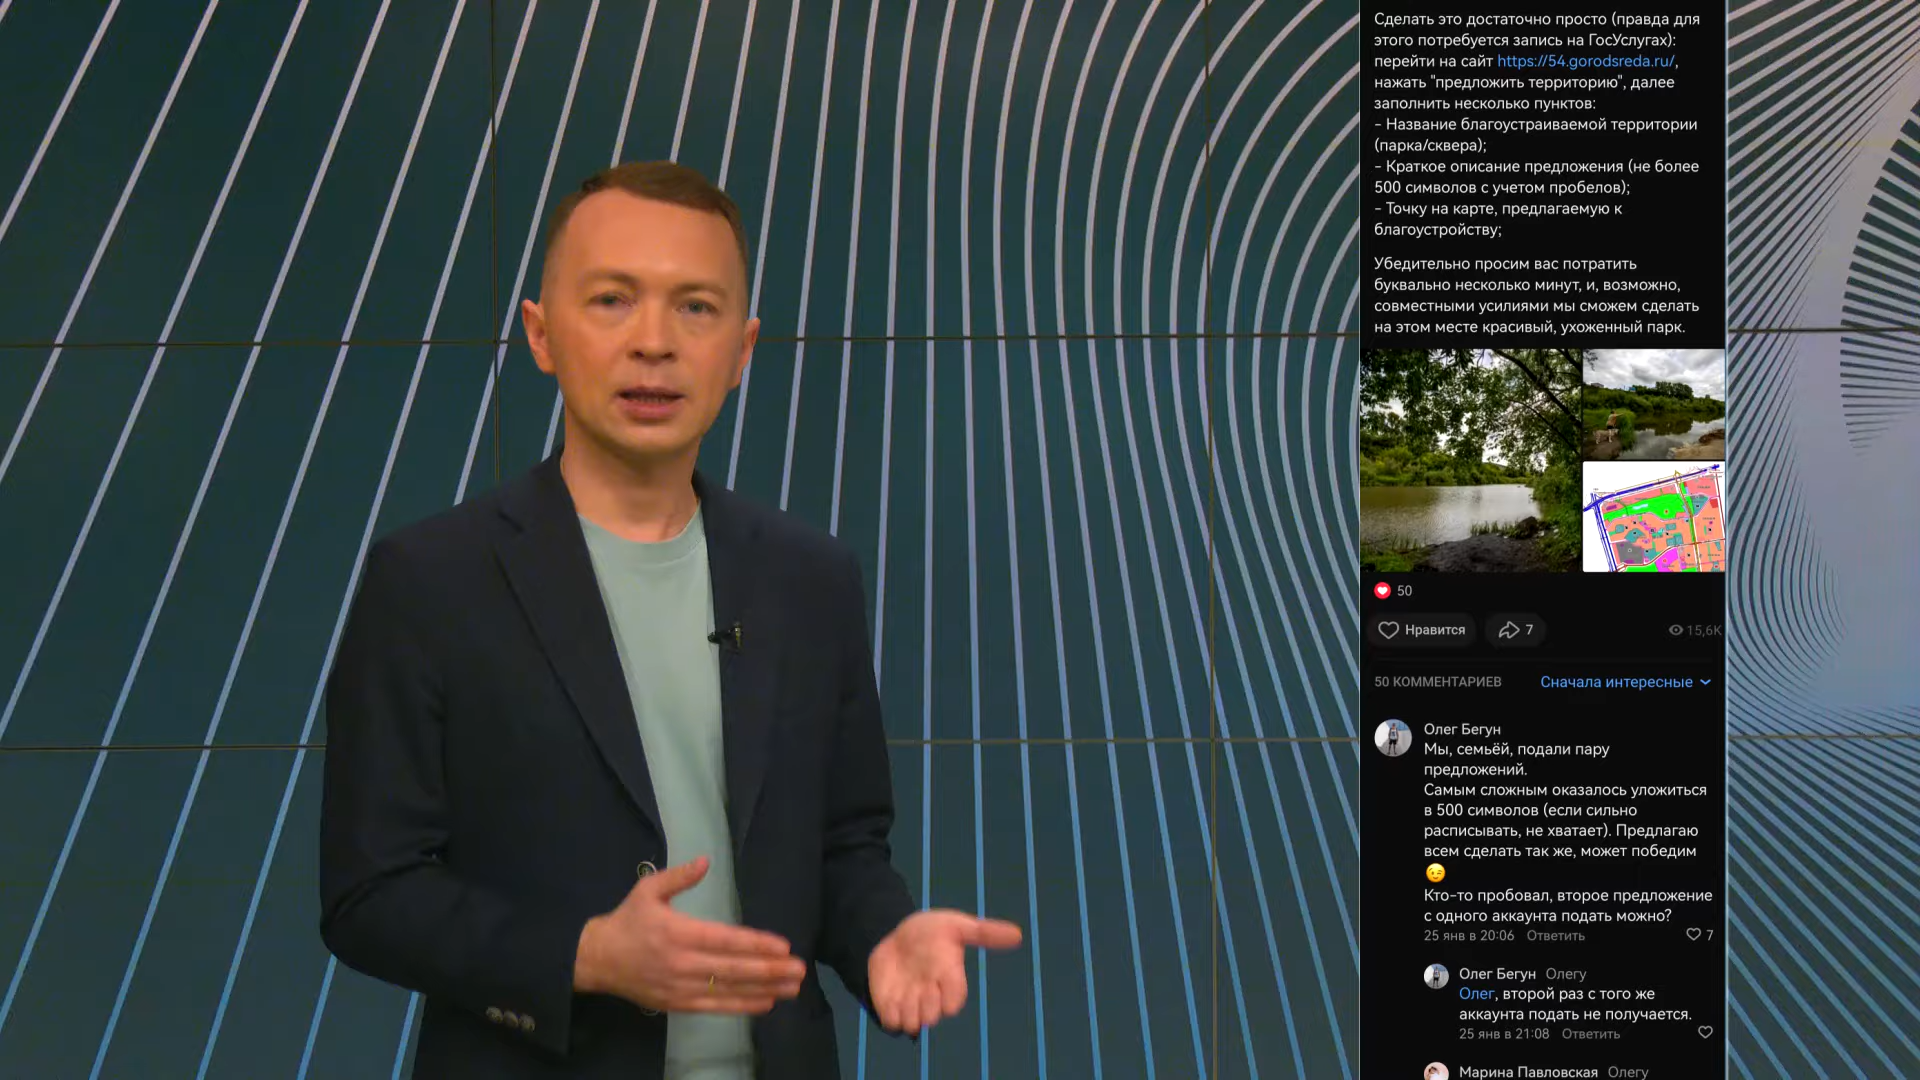 Сделать это достаточно просто (правда для
этого потребуется запись на ГосУслугах):
перейти на сайт https://54.gorodsreda.ru/,
нажать "предложить территорию", далее
заполнить несколько пунктов:
- Название благоустраиваемой территории
(парка/сквера);
- Краткое описание предложения (не более
500 символов с учетом пробелов);
- Точку на карте, предлагаемую к
благоустройству;
Убедительно просим вас потратить
буквально несколько минут, и, возможно,
совместными усилиями мы сможем сделать
на этом месте красивый, ухоженный парк.
50
Нравится
7
15,6K
50 КОММЕНТАРИЕВ
Сначала интересные
Олег Бегун
Мы, семьёй, подали пару
предложений.
Самым сложным оказалось уложиться
в 500 символов (если сильно
расписывать, не хватает). Предлагаю
всем сделать так же, может победим
😉
Кто-то пробовал, второе предложение
с одного аккаунта подать можно?
25 янв в 20:06 Ответить
7
Олег Бегун Олегу
Олег, второй раз с того же
аккаунта подать не получается.
25 янв в 21:08 Ответить
Марина Павловская Олегу